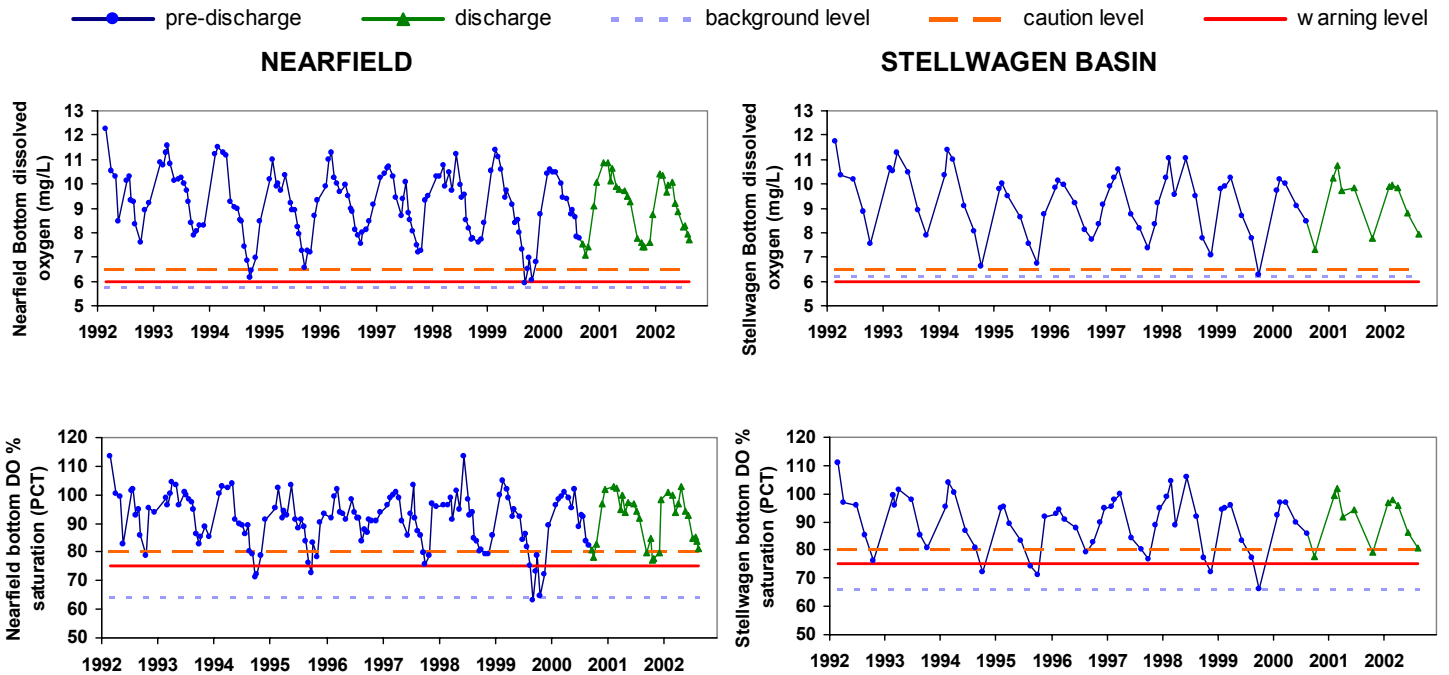 pre-discharge discharge background level caution level warning level
NEARFIELD
STELLWAGEN BASIN
Nearfield Bottom dissolved
oxygen (mg/L)
13
12
11
10
9
8
7
6
5
1992 1993 1994 1995 1996 1997 1998 1999 2000 2001 2002
Stellwagen Bottom dissolved
oxygen (mg/L)
13
12
11
10
9
8
7
6
5
1992 1993 1994 1995 1996 1997 1998 1999 2000 2001 2002
Nearfield bottom DO %
saturation (PCT)
120
110
100
90
80
70
60
50
1992 1993 1994 1995 1996 1997 1998 1999 2000 2001 2002
Stellwagen bottom DO %
saturation (PCT)
120
110
100
90
80
70
60
50
1992 1993 1994 1995 1996 1997 1998 1999 2000 2001 2002